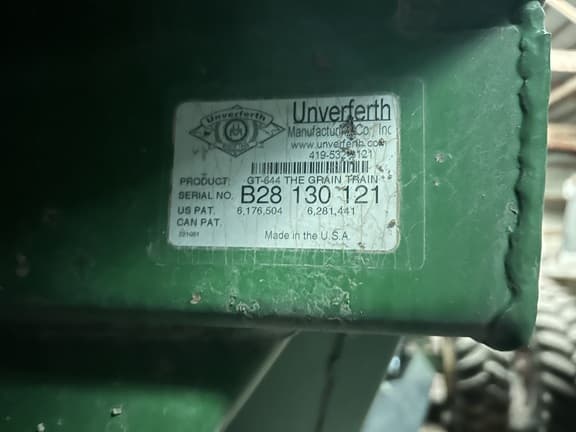 Unverferth
Unverferth
Manufacturing Co., Inc
www.unverferth.com
PRODUCT: GT-644 THE GRAIN TRAIN
SERIAL NO. B28 130 121
US PAT. 6,176,504 6,281,441
CAN PAT.
Made in the U.S.A.